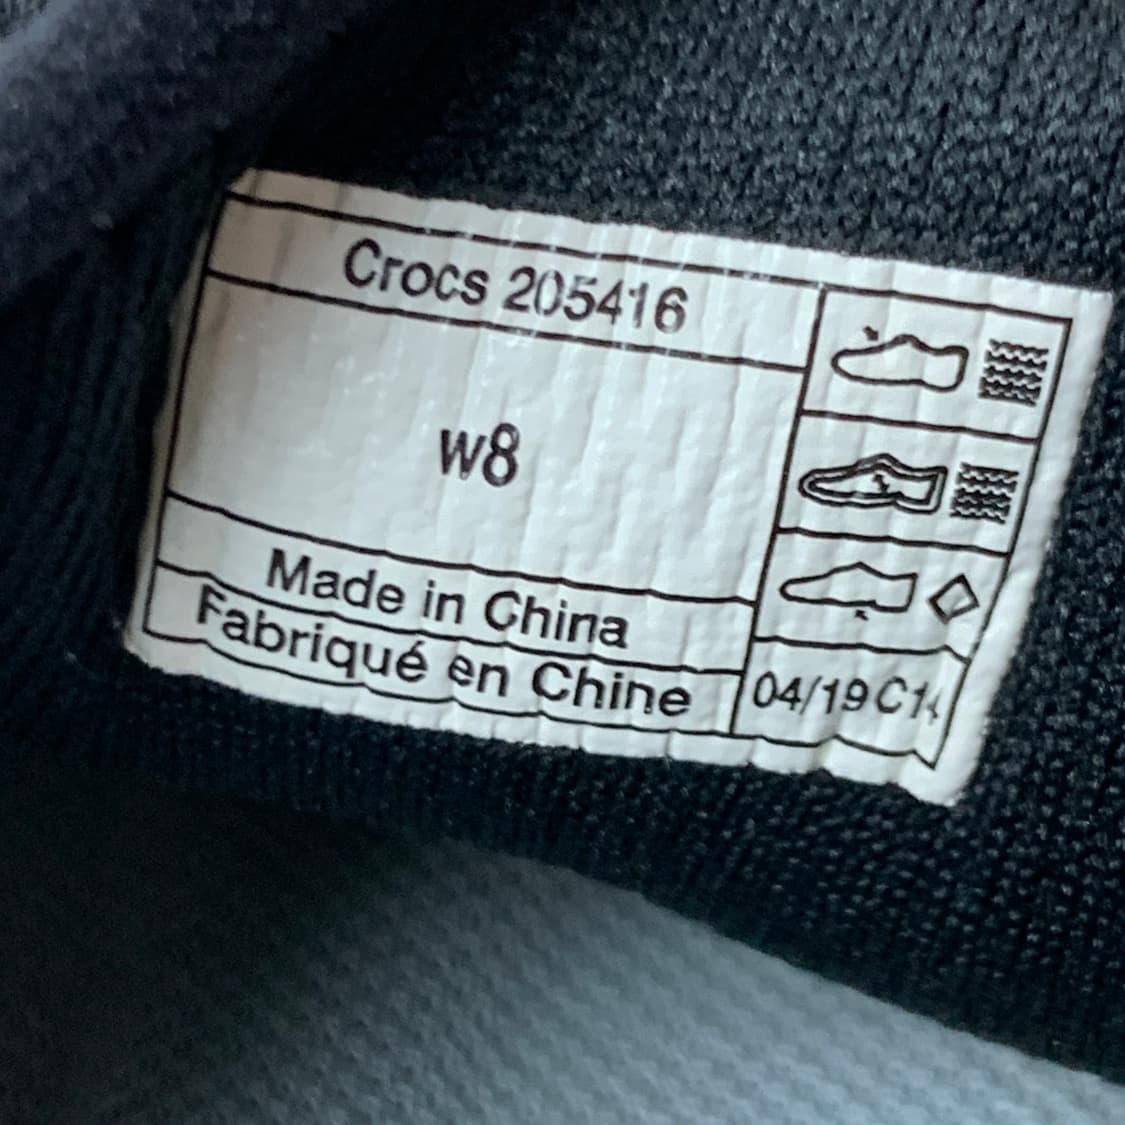 Crocs 205416
w8
Made in China
Fabriqué en Chine
04/19